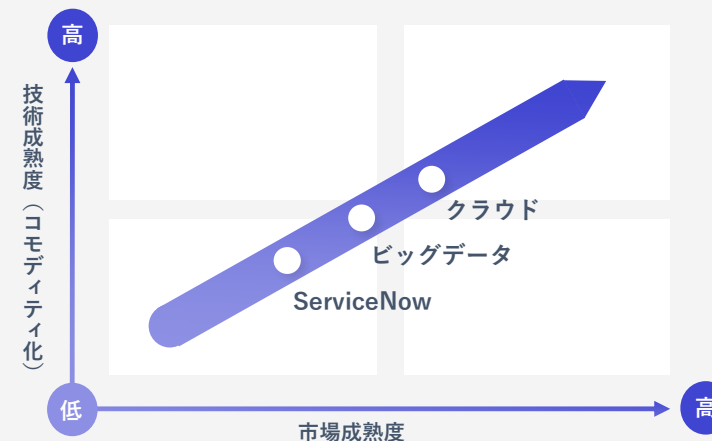 高
技術成熟度（コモディティ化）
クラウド
ビッグデータ
ServiceNow
低
高
市場成熟度